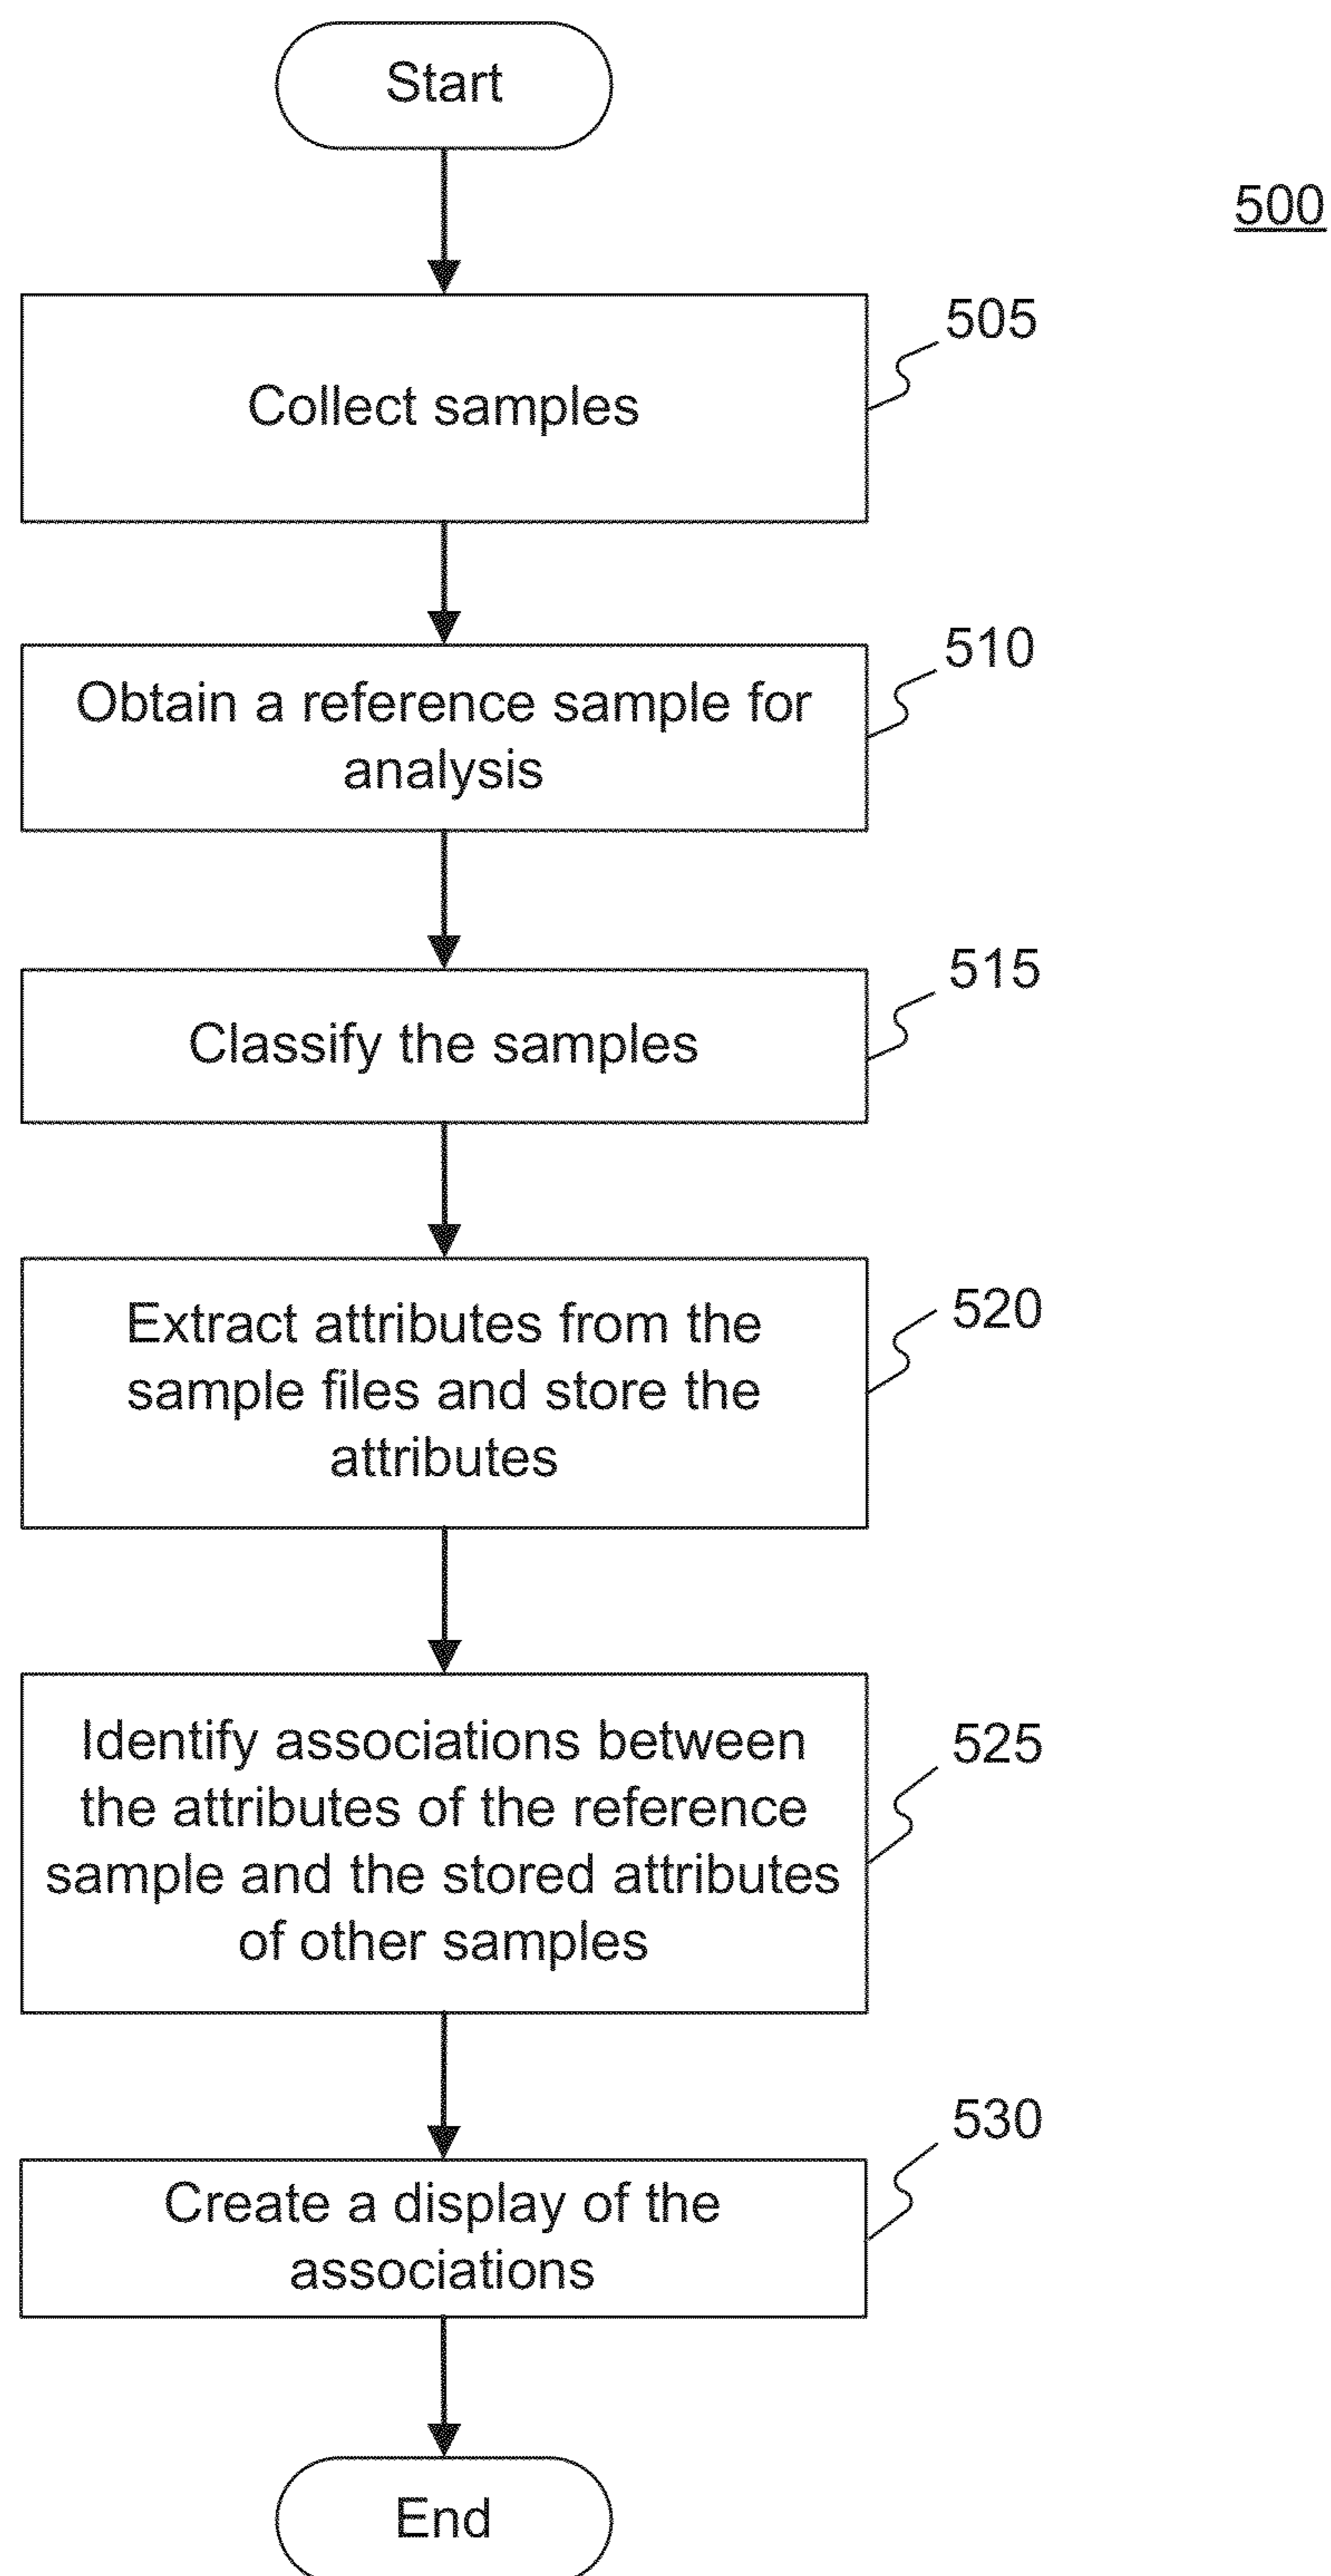 Start
500
Collect samples
505
Obtain a reference sample for
analysis
510
Classify the samples
515
Extract attributes from the
sample files and store the
attributes
520
Identify associations between
the attributes of the reference
sample and the stored attributes
of other samples
525
Create a display of the
associations
530
End